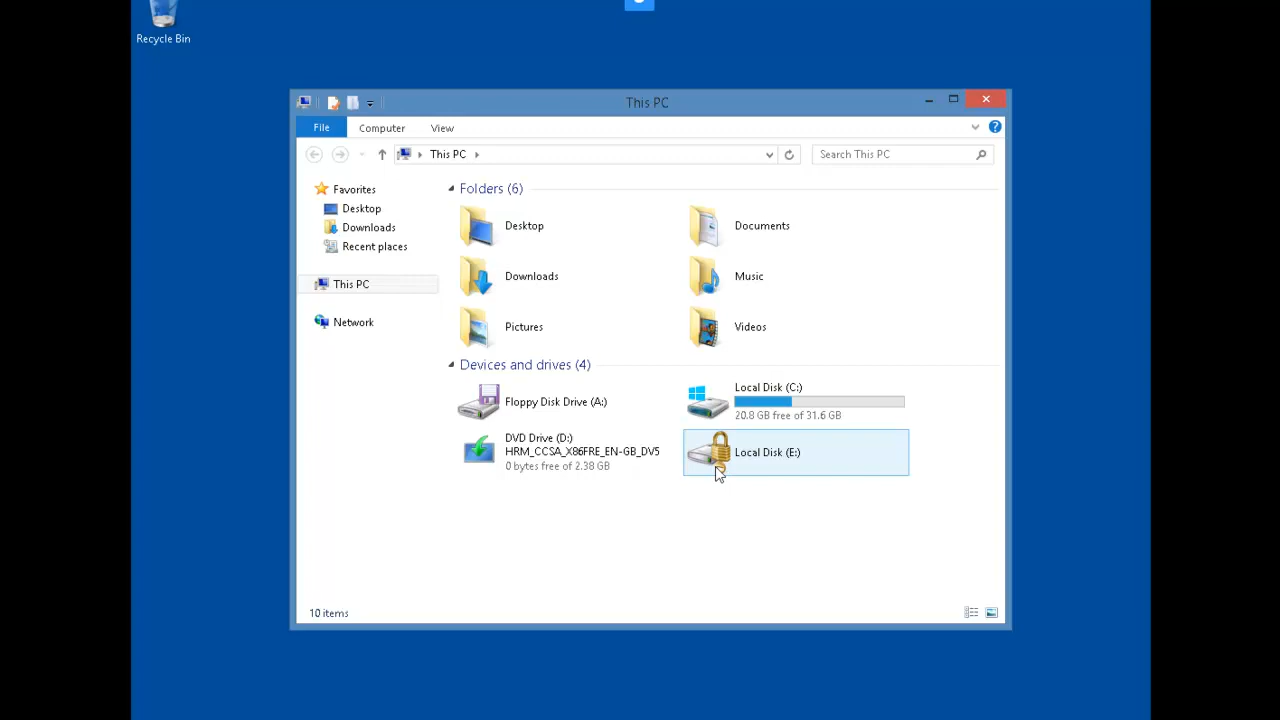 Recycle Bin
This PC
File
Computer
View
This PC
Search This PC
Favorites
Desktop
Downloads
Recent places
This PC
Network
Folders (6)
Desktop
Documents
Downloads
Music
Pictures
Videos
Devices and drives (4)
Floppy Disk Drive (A:)
Local Disk (C:)
20.8 GB free of 31.6 GB
DVD Drive (D:)
HRM_CCSA_X86FRE_EN-GB_DV5
0 bytes free of 2.38 GB
Local Disk (E:)
10 items